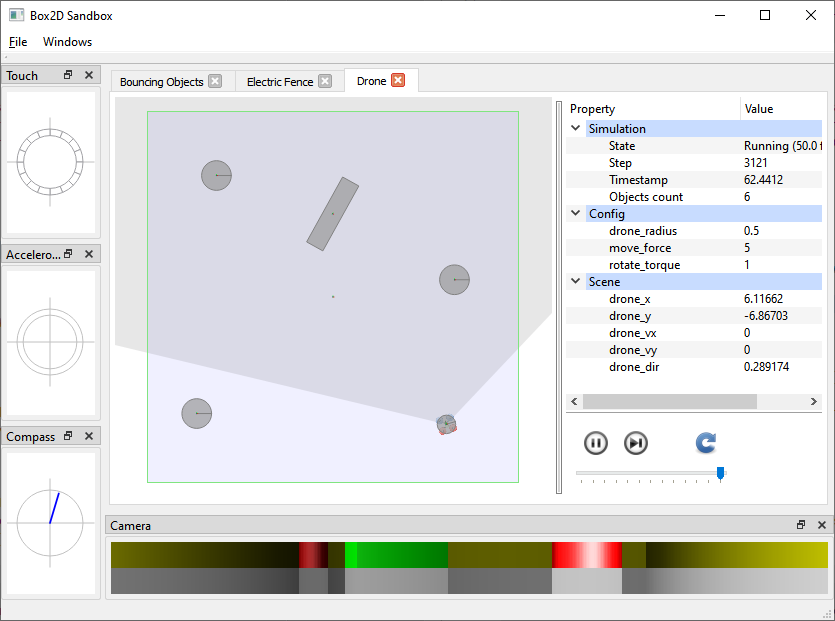 Box2D Sandbox
File Windows
Touch
Bouncing Objects Electric Fence Drone
Property Value
Simulation
State Running (50.0 f
Step 3121
Timestamp 62.4412
Objects count 6
Config
drone_radius 0.5
move_force 5
rotate_torque 1
Scene
drone_x 6.11662
drone_y -6.86703
drone_vx 0
drone_vy 0
drone_dir 0.289174
Accelero...
Compass
Camera